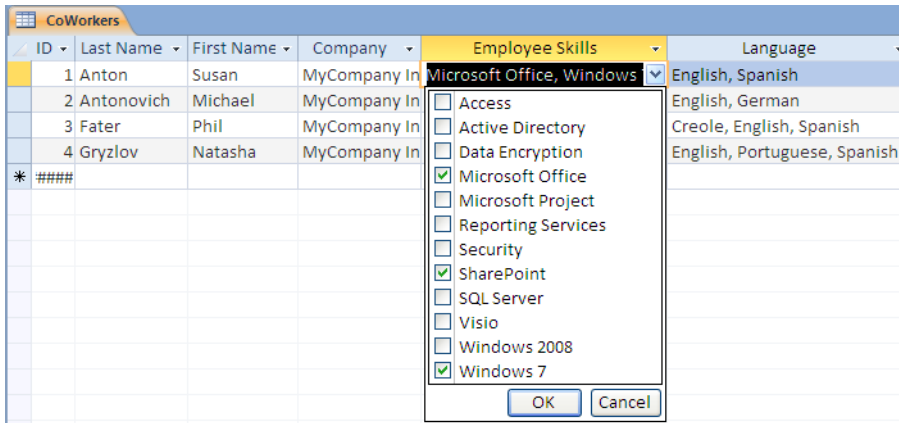 CoWorkers
ID Last Name First Name Company Employee Skills Language
1 Anton Susan MyCompany In Microsoft Office, Windows English, Spanish
2 Antonovich Michael MyCompany In English, German
3 Fater Phil MyCompany In Creole, English, Spanish
4 Gryzlov Natasha MyCompany In English, Portuguese, Spanish
* ####
Access
Active Directory
Data Encryption
Microsoft Office
Microsoft Project
Reporting Services
Security
SharePoint
SQL Server
Visio
Windows 2008
Windows 7
OK Cancel